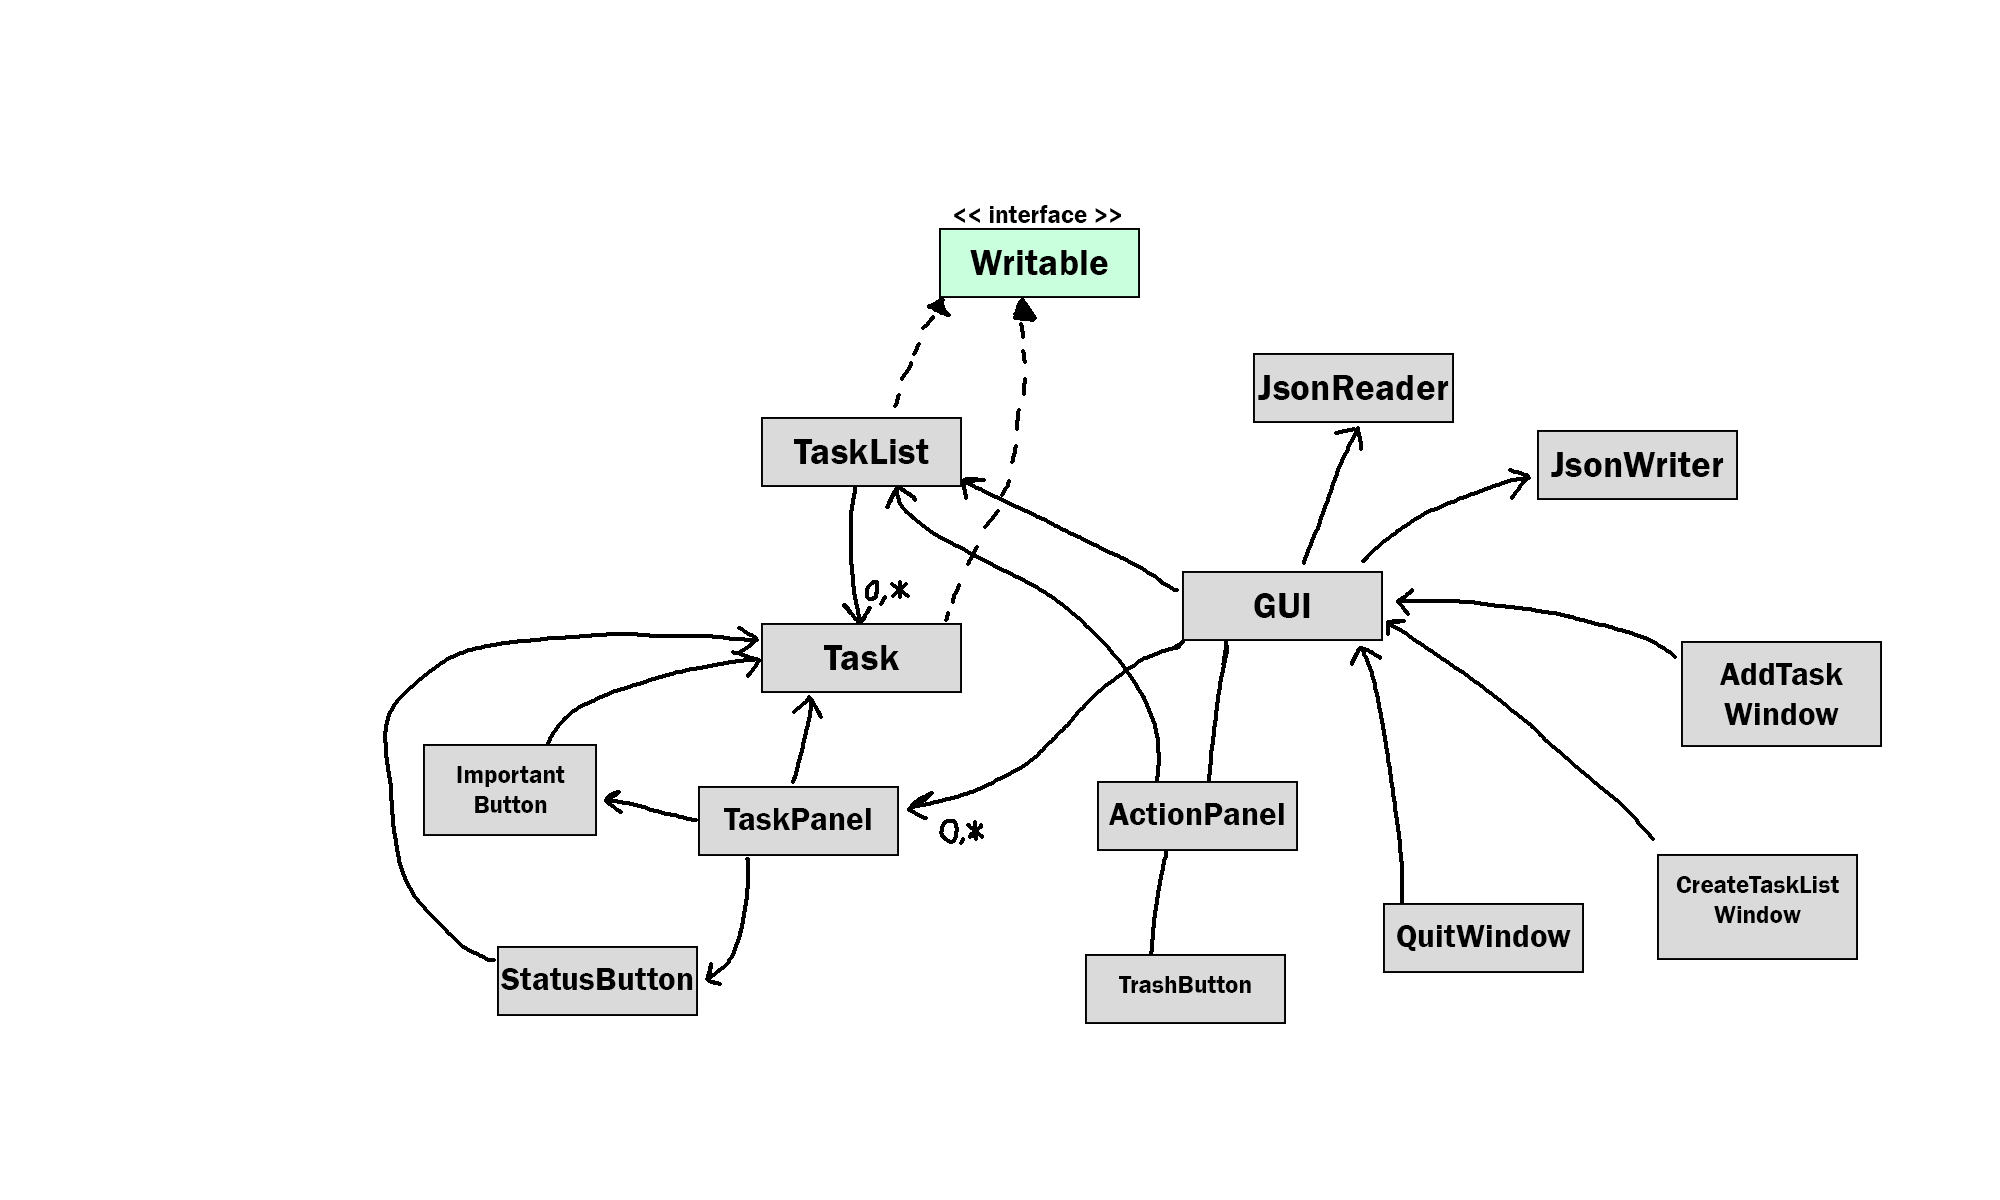 << interface >>
Writable
JsonReader
TaskList
JsonWriter
0,*
GUI
Task
AddTask
Window
Important
Button
TaskPanel
0,*
ActionPanel
CreateTaskList
Window
QuitWindow
StatusButton
TrashButton